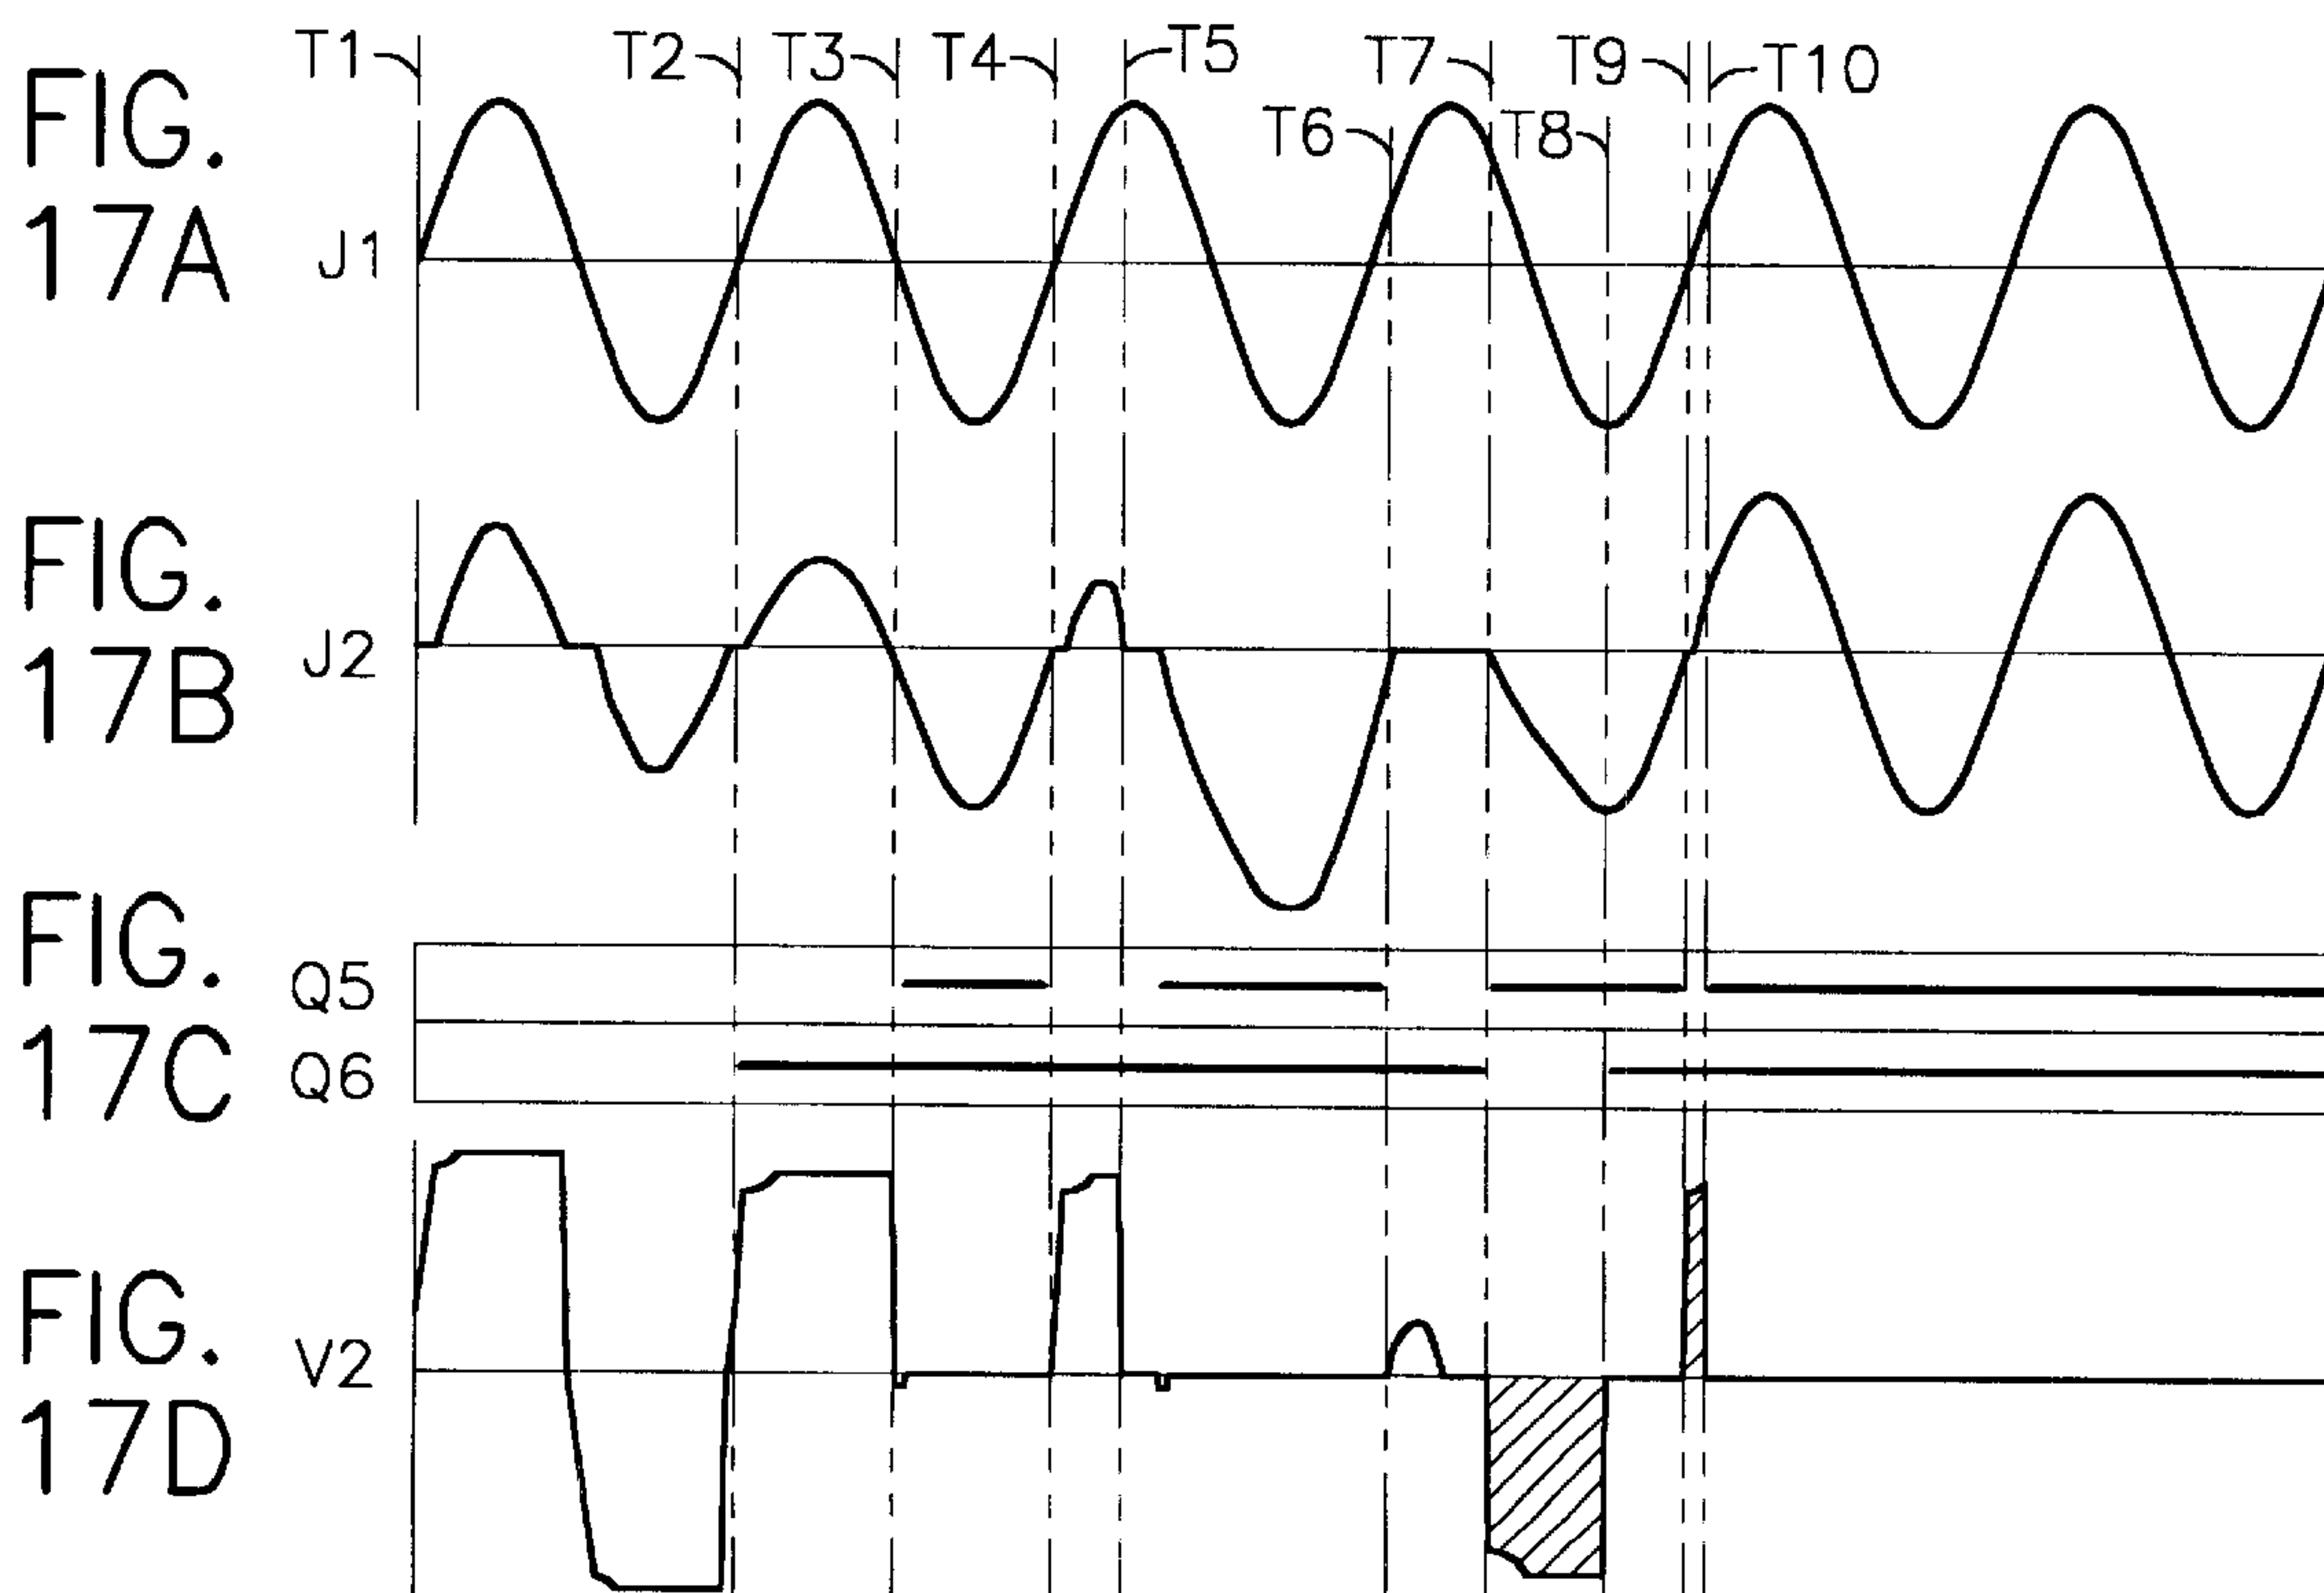 T1 T2 T3 T4 T5 T7 T9 T10
T6 T8
FIG.
17A
J1
FIG.
17B
J2
FIG.
17C
Q5
Q6
FIG.
17D
V2